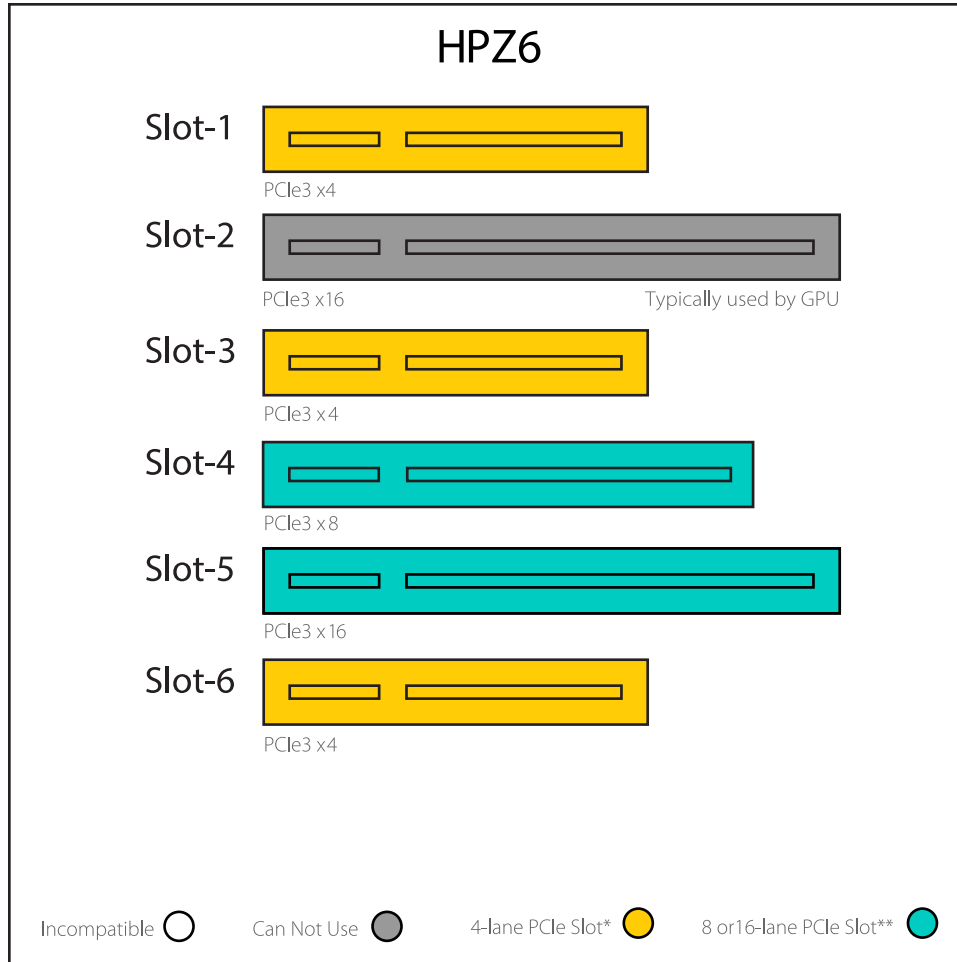 HPZ6
Slot-1
PCIe3 x4
Slot-2
PCIe3 x16 Typically used by GPU
Slot-3
PCIe3 x4
Slot-4
PCIe3 x8
Slot-5
PCIe3 x16
Slot-6
PCIe3 x4
Incompatible Can Not Use 4-lane PCIe Slot* 8 or16-lane PCIe Slot**